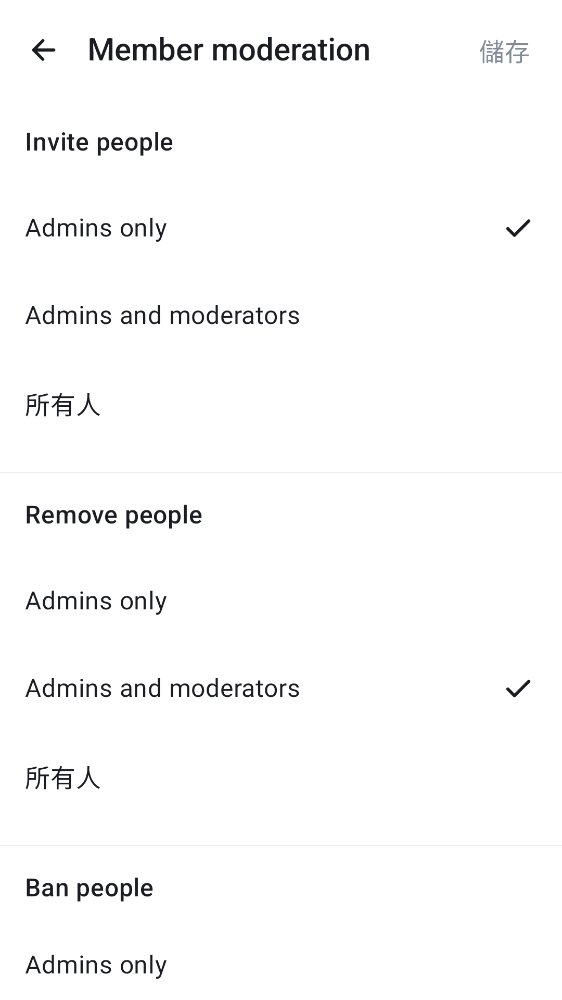 Member moderation
儲存
Invite people
Admins only
Admins and moderators
所有人
Remove people
Admins only
Admins and moderators
所有人
Ban people
Admins only